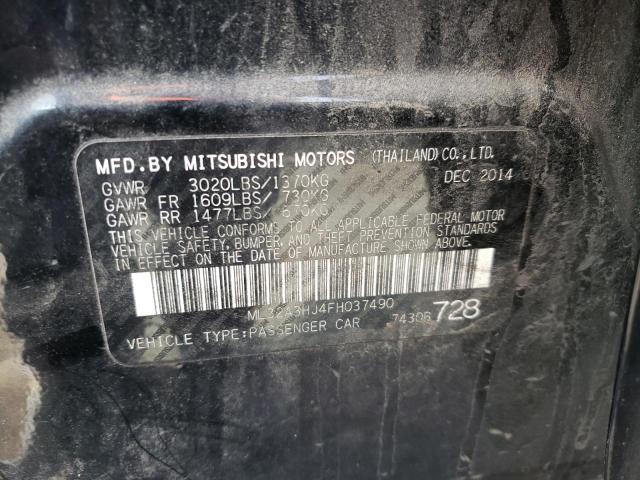 MFD. BY MITSUBISHI MOTORS (THAILAND) CO., LTD.
GVWR 3020LBS/1370KG DEC 2014
GAWR FR 1609LBS/ 730KG
GAWR RR 1477LBS/ 670KG
THIS VEHICLE CONFORMS TO ALL APPLICABLE FEDERAL MOTOR
VEHICLE SAFETY, BUMPER, AND THEFT PREVENTION STANDARDS
IN EFFECT ON THE DATE OF MANUFACTURE SHOWN ABOVE.
ML32A3HJ4FH037490
VEHICLE TYPE: PASSENGER CAR 74306 728